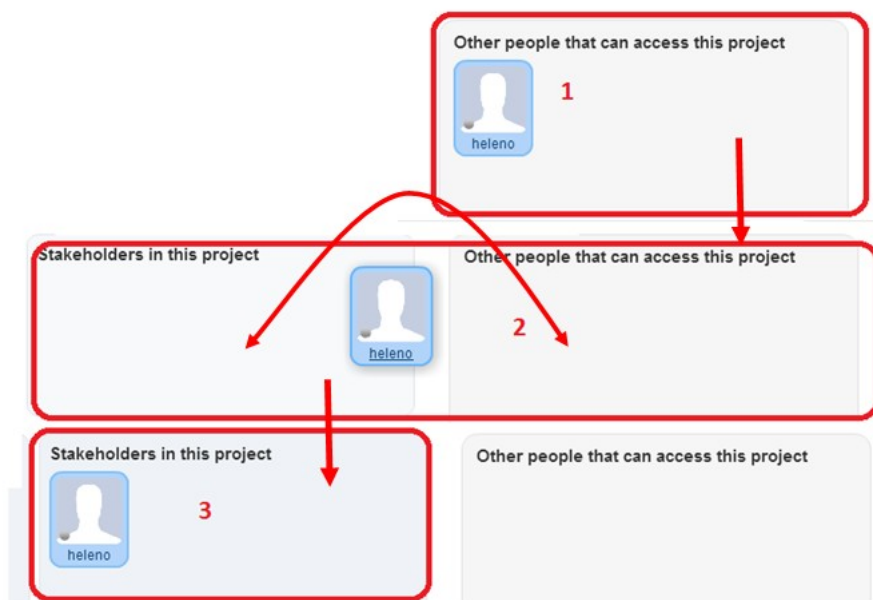 Other people that can access this project
1
heleno
Stakeholders in this project
Other people that can access this project
heleno
2
Stakeholders in this project
Other people that can access this project
heleno
3